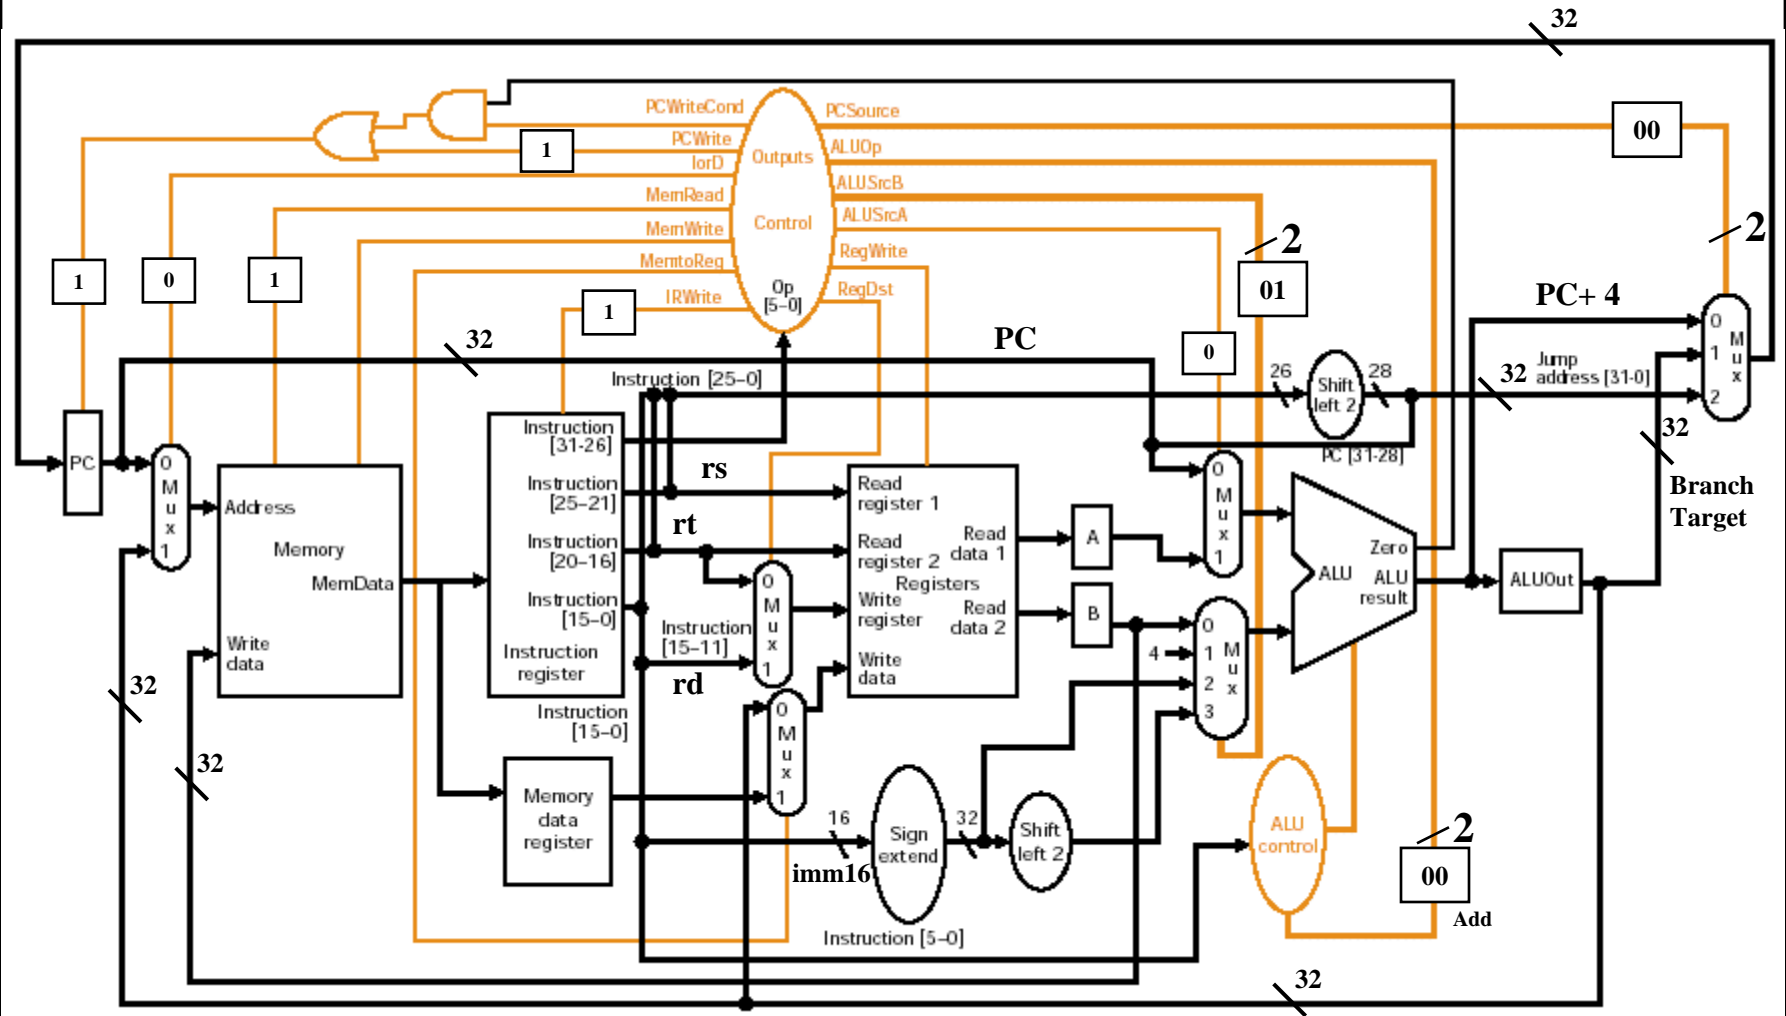 32
PCWriteCond
PCSource
00
PCWrite
1
ALUOp
IorD
Outputs
MemRead
ALUSrcB
MemWrite
Control
ALUSrcA
2
2
MemtoReg
RegWrite
1
0
1
IRWrite
1
Op
[5–0]
RegDst
01
PC+ 4
32
PC
0
0
1
2
M
u
x
Instruction [25–0]
26
Shift
left 2
28
32
Jump
address [31-0]
PC [31-28]
32
Branch
Target
PC
0
M
u
x
1
Address
Memory
MemData
Write
data
Instruction
[31-26]
Instruction
[25–21]
Instruction
[20–16]
Instruction
[15–0]
Instruction
register
rs
rt
Instruction
[15–11]
rd
0
M
u
x
1
Read
register 1
Read
register 2
Registers
Write
register
Write
data
Read
data 1
Read
data 2
A
B
0
M
u
x
1
0
4
1
2
3
M
u
x
Zero
ALU
ALU
result
ALUOut
32
32
Instruction
[15–0]
Memory
data
register
0
M
u
x
1
16
imm16
Sign
extend
32
Shift
left 2
ALU
control
2
00
Add
Instruction [5–0]
32